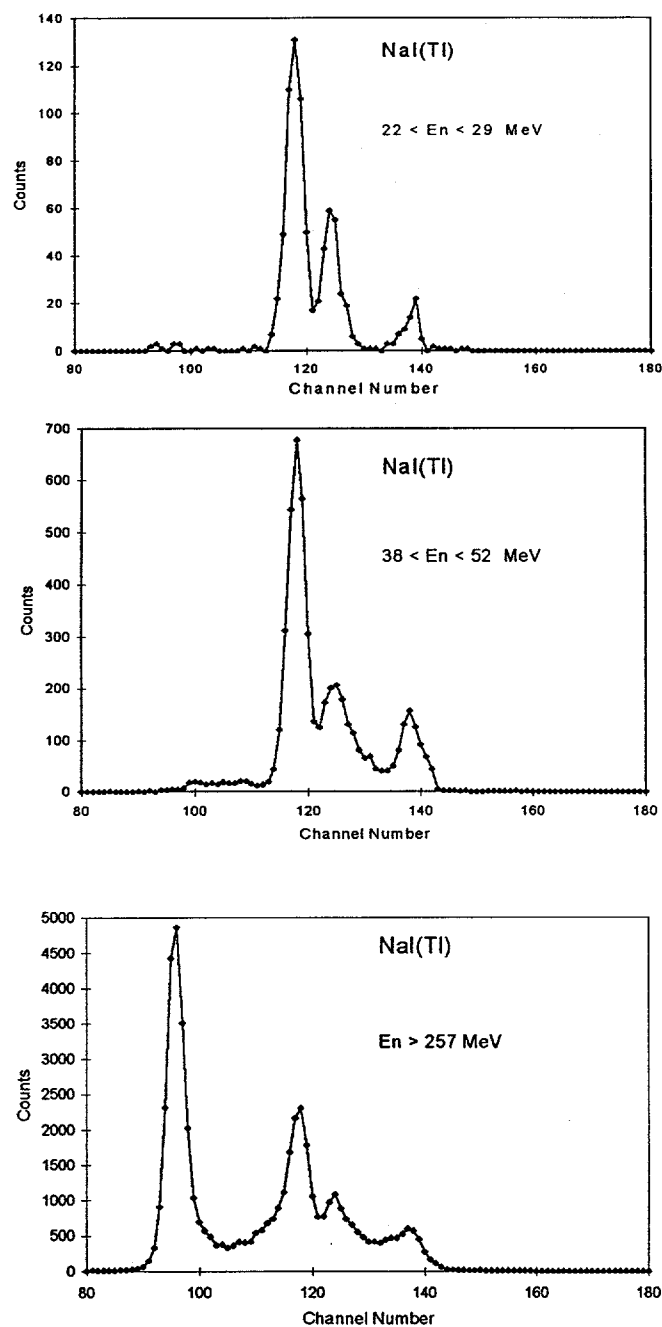 140
NaI(Tl)
120
100
22 < En < 29 MeV
80
Counts
60
40
20
0
80 100 120 140 160 180
Channel Number
700
NaI(Tl)
600
500
38 < En < 52 MeV
400
Counts
300
200
100
0
80 100 120 140 160 180
Channel Number
5000
NaI(Tl)
4500
4000
3500
En > 257 MeV
3000
Counts
2500
2000
1500
1000
500
0
80 100 120 140 160 180
Channel Number